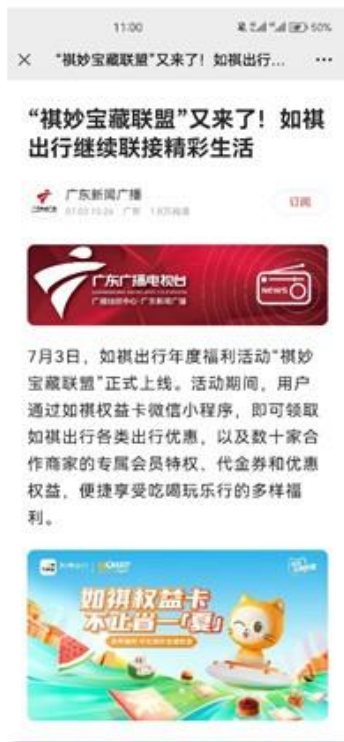 11:00
50%
“祺妙宝藏联盟”又来了！如祺出行...
“祺妙宝藏联盟”又来了！如祺
出行继续联接精彩生活
广东新闻广播
订阅
广东广播电视台
NEWS
7月3日，如祺出行年度福利活动“祺妙
宝藏联盟”正式上线。活动期间，用户
通过如祺权益卡微信小程序，即可领取
如祺出行各类出行优惠，以及数十家合
作商家的专属会员特权、代金券和优惠
权益，便捷享受吃喝玩乐行的多样福
利。
如祺权益卡
不止省一「夏」